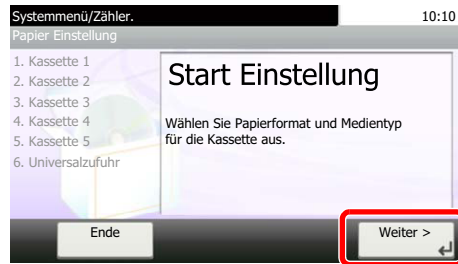 Systemmenü/Zähler.
10:10
Papier Einstellung
1. Kassette 1
2. Kassette 2
3. Kassette 3
4. Kassette 4
5. Kassette 5
6. Universalzufuhr
Start Einstellung
Wählen Sie Papierformat und Medientyp
für die Kassette aus.
Ende
Weiter >